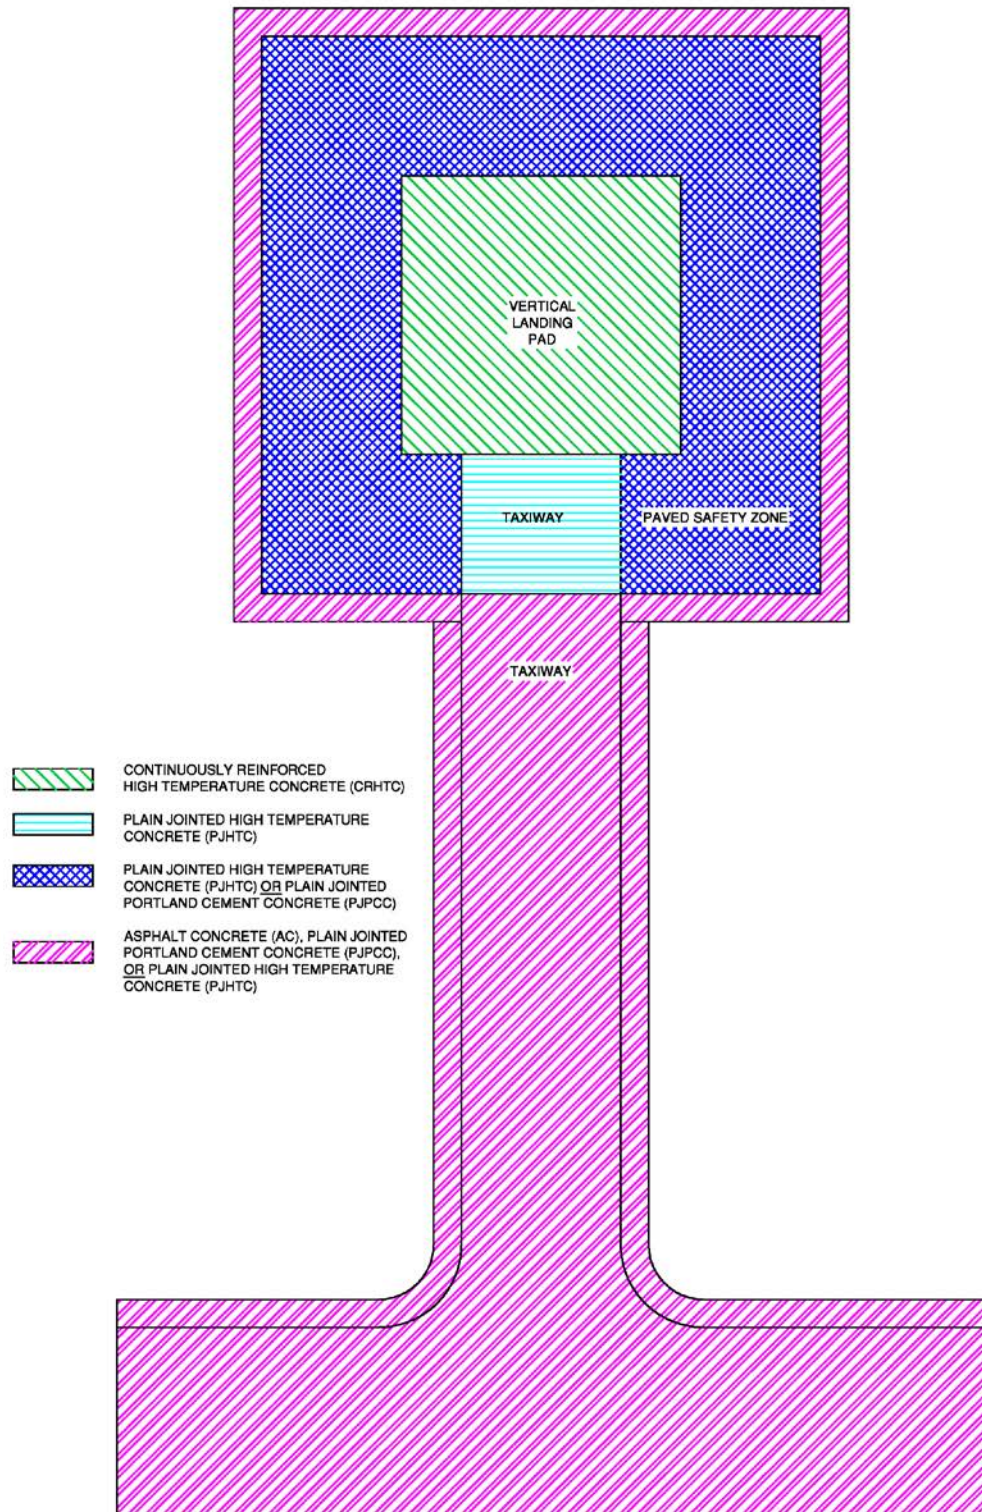 VERTICAL
LANDING
PAD
TAXIWAY
PAVED SAFETY ZONE
TAXIWAY
CONTINUOUSLY REINFORCED
HIGH TEMPERATURE CONCRETE (CRHTC)
PLAIN JOINTED HIGH TEMPERATURE
CONCRETE (PJHTC)
PLAIN JOINTED HIGH TEMPERATURE
CONCRETE (PJHTC) OR PLAIN JOINTED
PORTLAND CEMENT CONCRETE (PJPCC)
ASPHALT CONCRETE (AC), PLAIN JOINTED
PORTLAND CEMENT CONCRETE (PJPCC),
OR PLAIN JOINTED HIGH TEMPERATURE
CONCRETE (PJHTC)